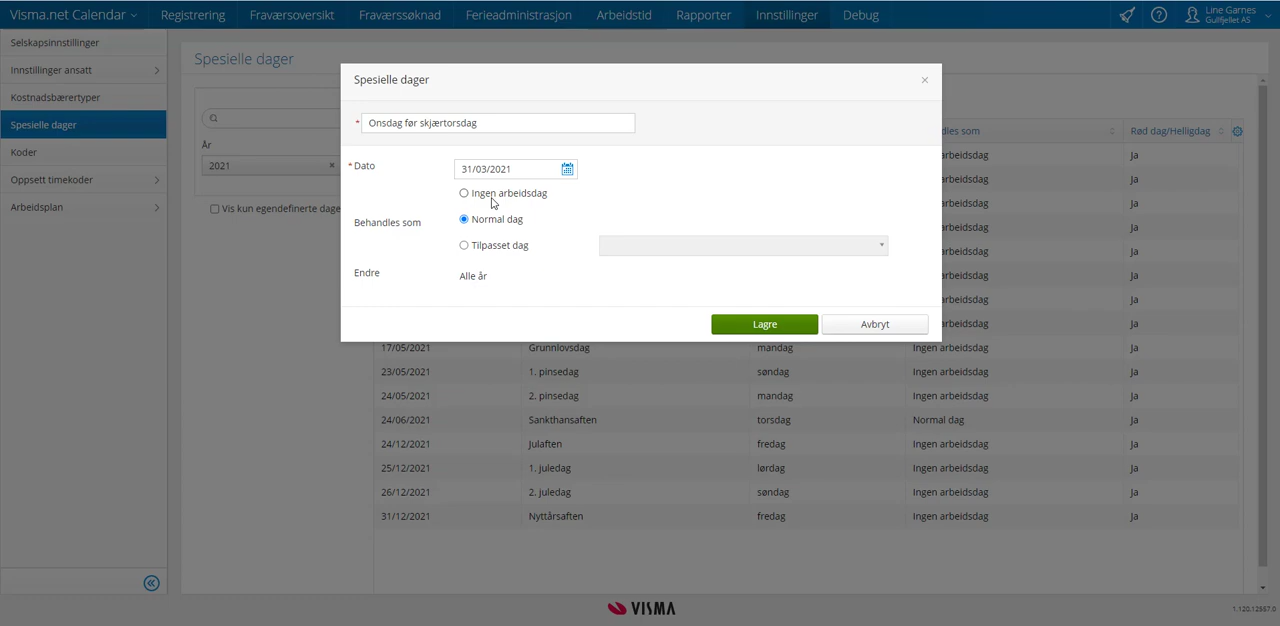 Visma.net Calendar Registrering Fraværsoversikt Fraværssøknad Ferieadministrasjon Arbeidstid Rapporter Innstillinger Debug Line Garnes
Gullfjellet AS
Selskapsinnstillinger
Innstillinger ansatt
Kostnadsbærertyper
Spesielle dager
Koder
Oppsett timekoder
Arbeidsplan
Spesielle dager
År
2021 ×
Vis kun egendefinerte dage
Spesielle dager ×
* Onsdag før skjærtorsdag
* Dato 31/03/2021
Ingen arbeidsdag
Behandles som Normal dag
Tilpasset dag
Endre Alle år
Lagre Avbryt
dles som Rød dag/Helligdag
arbeidsdag Ja
arbeidsdag Ja
arbeidsdag Ja
arbeidsdag Ja
arbeidsdag Ja
arbeidsdag Ja
arbeidsdag Ja
arbeidsdag Ja
17/05/2021 Grunnlovsdag mandag Ingen arbeidsdag Ja
23/05/2021 1. pinsedag søndag Ingen arbeidsdag Ja
24/05/2021 2. pinsedag mandag Ingen arbeidsdag Ja
24/06/2021 Sankthansaften torsdag Normal dag Ja
24/12/2021 Julaften fredag Ingen arbeidsdag Ja
25/12/2021 1. juledag lørdag Ingen arbeidsdag Ja
26/12/2021 2. juledag søndag Ingen arbeidsdag Ja
31/12/2021 Nyttårsaften fredag Ingen arbeidsdag Ja
VISMA
1.120.12557.0